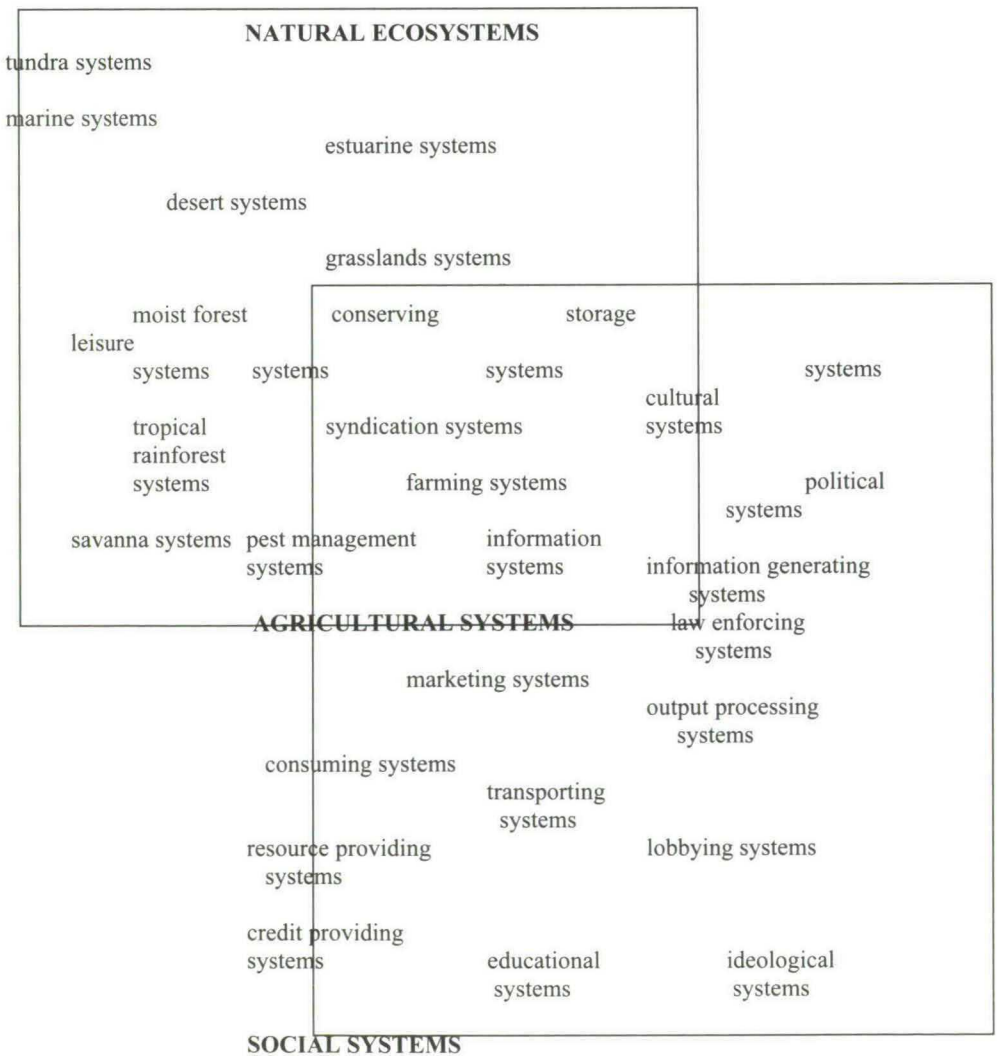 NATURAL ECOSYSTEMS
tundra systems
marine systems
estuarine systems
desert systems
grasslands systems
moist forest conserving storage
leisure
systems systems systems systems
cultural
tropical syndication systems systems
rainforest
systems farming systems political
systems
savanna systems pest management information
systems systems information generating
systems
AGRICULTURAL SYSTEMS law enforcing
systems
marketing systems
output processing
systems
consuming systems
transporting
systems
resource providing lobbying systems
systems
credit providing
systems educational ideological
systems systems
SOCIAL SYSTEMS